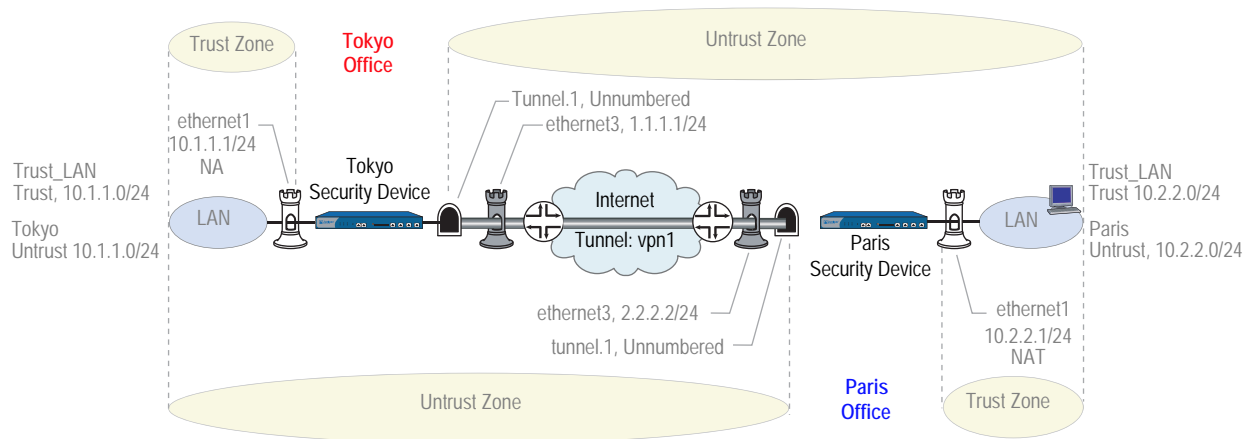 Trust Zone
Tokyo
Office
Untrust Zone
Tunnel.1, Unnumbered
ethernet3, 1.1.1.1/24
ethernet1
10.1.1.1/24
NA
Trust_LAN
Trust, 10.1.1.0/24
Tokyo
Untrust 10.1.1.0/24
LAN
Tokyo
Security Device
Internet
Tunnel: vpn1
Paris
Security Device
LAN
Trust_LAN
Trust 10.2.2.0/24
Paris
Untrust, 10.2.2.0/24
ethernet3, 2.2.2.2/24
tunnel.1, Unnumbered
ethernet1
10.2.2.1/24
NAT
Untrust Zone
Paris
Office
Trust Zone